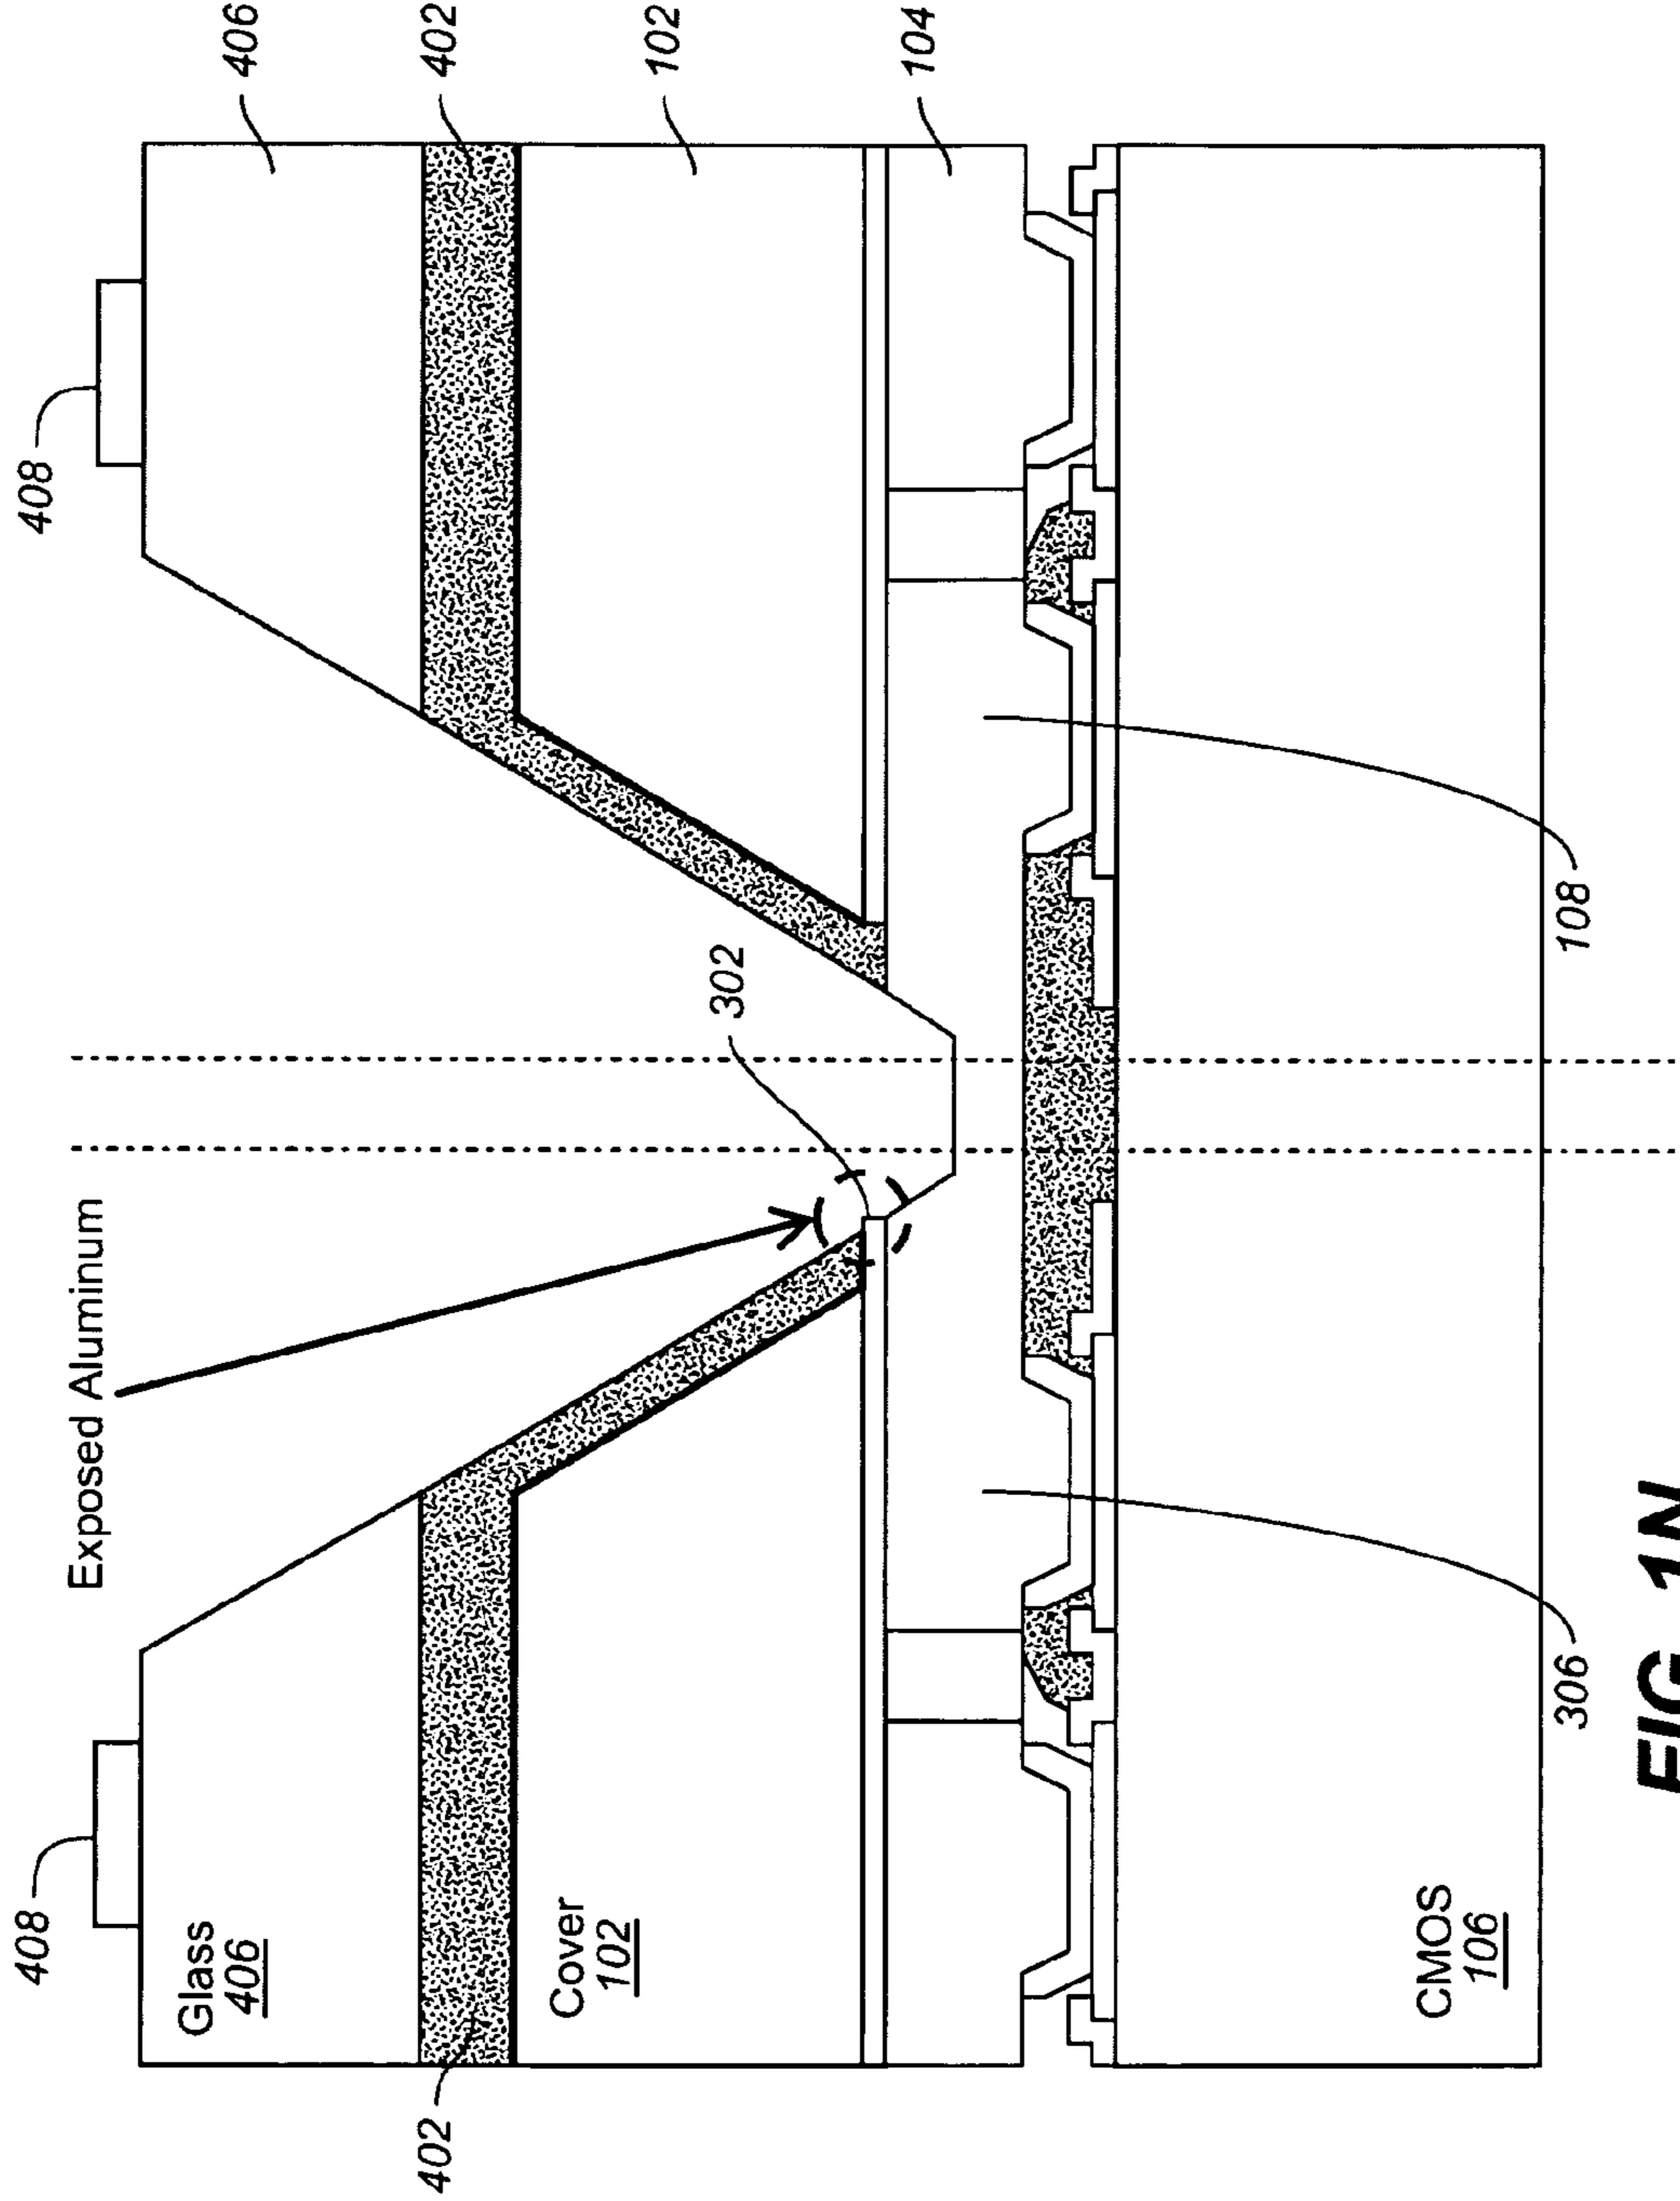 408
Exposed Aluminum
408
406
Glass
406
402
402
Cover
102
102
302
104
CMOS
106
306
108
FIG. 1N